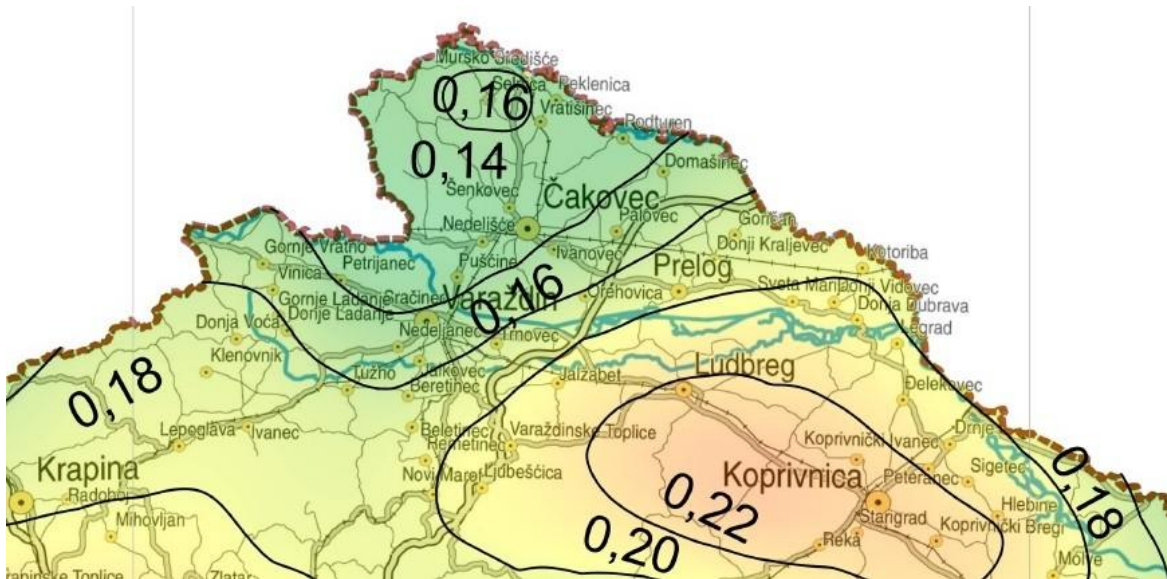 Mursko Središće
Selnica
Peklenica
0,16
Vratišinec
Podturen
0,14
Domašinec
Šenkovec
Čakovec
Nedelišće
Palovec
Goričan
Gornje Vratno
Ivanovec
Donji Kraljevec
Kotoriba
Vinica
Petrijanec
Puščine
Prelog
Gornje Ladanje
Sračinec
0,16
Orehovica
Sveta Marija
Donji Vidovec
Donje Ladanje
Varaždin
Donja Dubrava
Donja Voća
Nedeljanec
Trnovec
Legrad
Klenovnik
Jalkovec
Ludbreg
0,18
Tužno
Beretinec
Jalžabet
Đelekovec
Lepoglava
Ivanec
Beletinec
Varaždinske Toplice
Koprivnički Ivanec
Drnje
Remetinec
Krapina
Novi Marof
Ljubešćica
Koprivnica
Peteranec
Sigetec
0,18
Radoboj
0,22
Hlebine
Mihovljan
Starigrad
Koprivnički Bregi
0,20
Reka
Molve
Krapinske Toplice
Zlatar